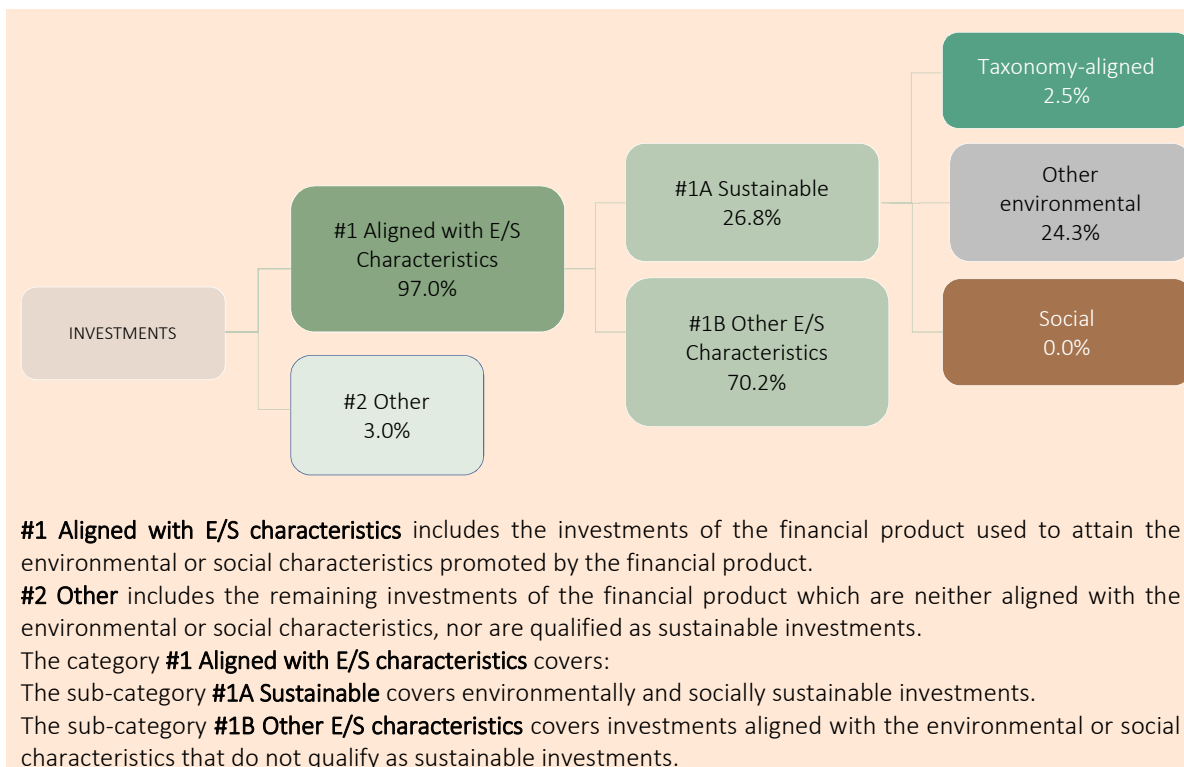 Taxonomy-aligned
2.5%
#1A Sustainable
26.8%
Other
environmental
24.3%
#1 Aligned with E/S
Characteristics
97.0%
INVESTMENTS
#1B Other E/S
Characteristics
70.2%
Social
0.0%
#2 Other
3.0%
#1 Aligned with E/S characteristics includes the investments of the financial product used to attain the
environmental or social characteristics promoted by the financial product.
#2 Other includes the remaining investments of the financial product which are neither aligned with the
environmental or social characteristics, nor are qualified as sustainable investments.
The category #1 Aligned with E/S characteristics covers:
The sub-category #1A Sustainable covers environmentally and socially sustainable investments.
The sub-category #1B Other E/S characteristics covers investments aligned with the environmental or social
characteristics that do not qualify as sustainable investments.